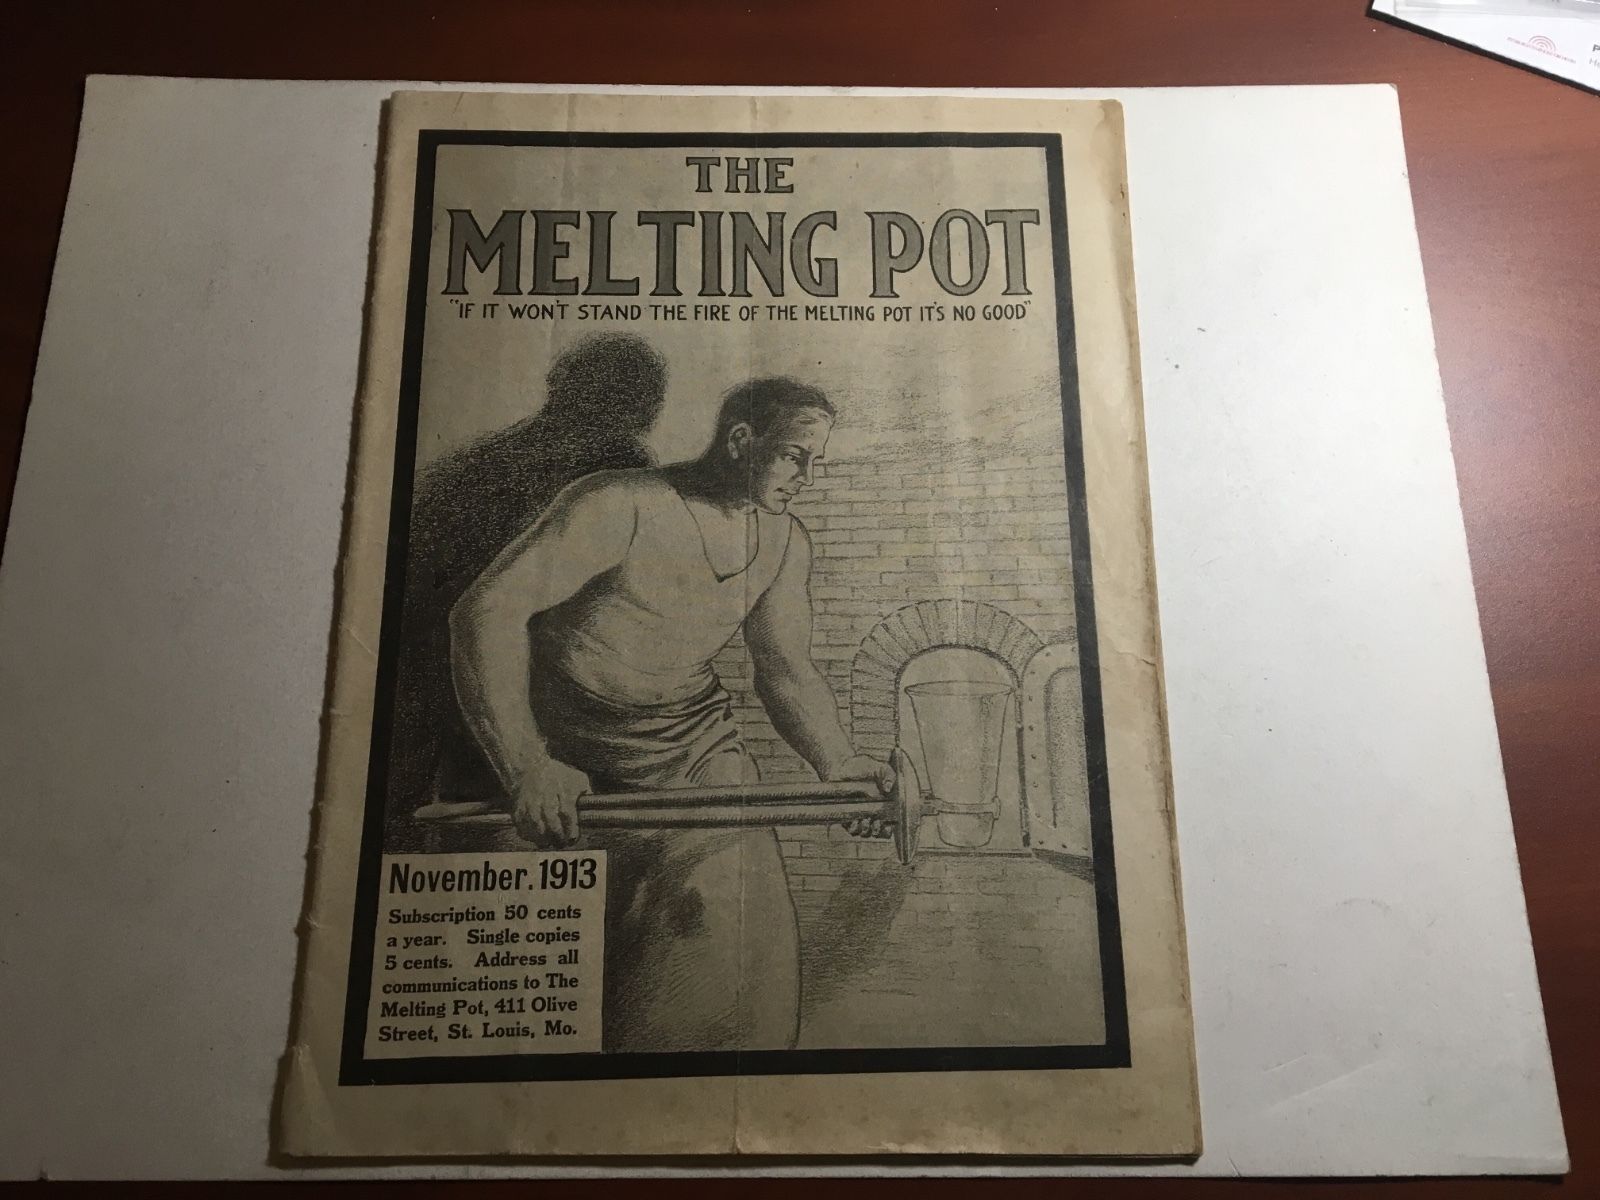 THE
MELTING POT
"IF IT WON'T STAND THE FIRE OF THE MELTING POT IT'S NO GOOD"
November. 1913
Subscription 50 cents
a year. Single copies
5 cents. Address all
communications to The
Melting Pot, 411 Olive
Street, St. Louis, Mo.